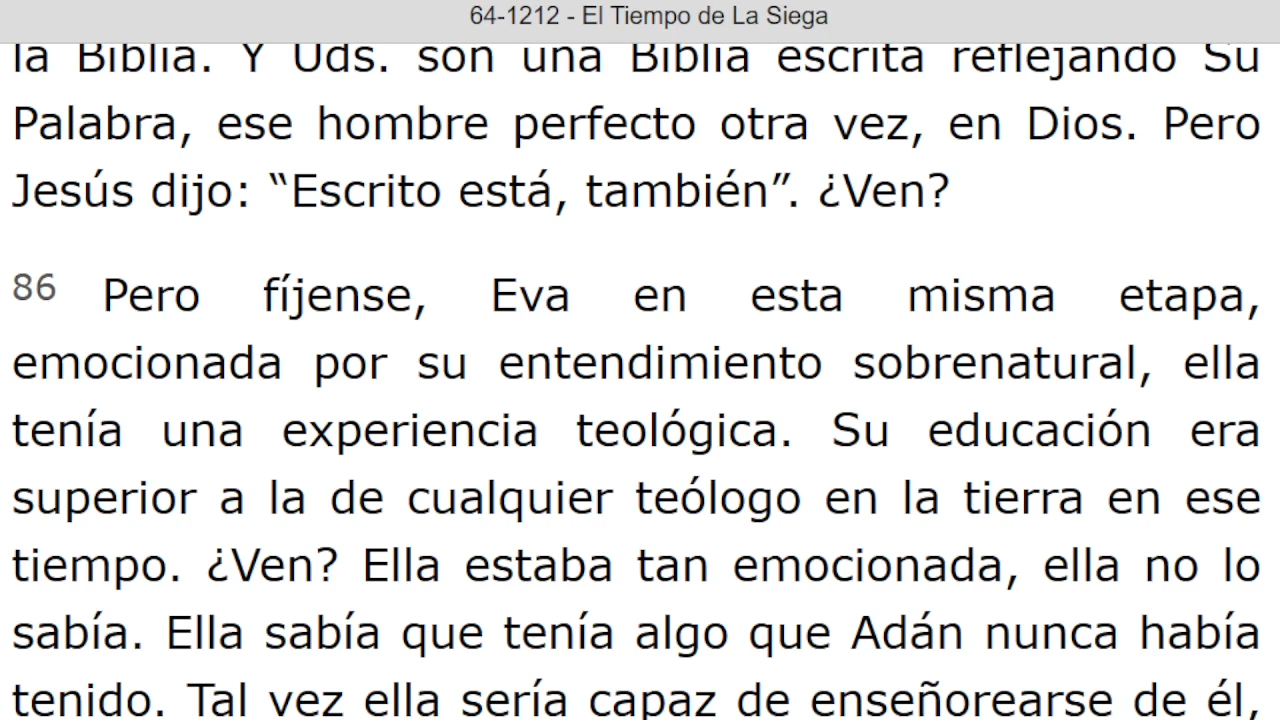 64-1212 - El Tiempo de La Siega
la Biblia. Y Uds. son una Biblia escrita reflejando Su
Palabra, ese hombre perfecto otra vez, en Dios. Pero
Jesús dijo: “Escrito está, también”. ¿Ven?
86 Pero fíjense, Eva en esta misma etapa,
emocionada por su entendimiento sobrenatural, ella
tenía una experiencia teológica. Su educación era
superior a la de cualquier teólogo en la tierra en ese
tiempo. ¿Ven? Ella estaba tan emocionada, ella no lo
sabía. Ella sabía que tenía algo que Adán nunca había
tenido. Tal vez ella sería capaz de enseñorearse de él,